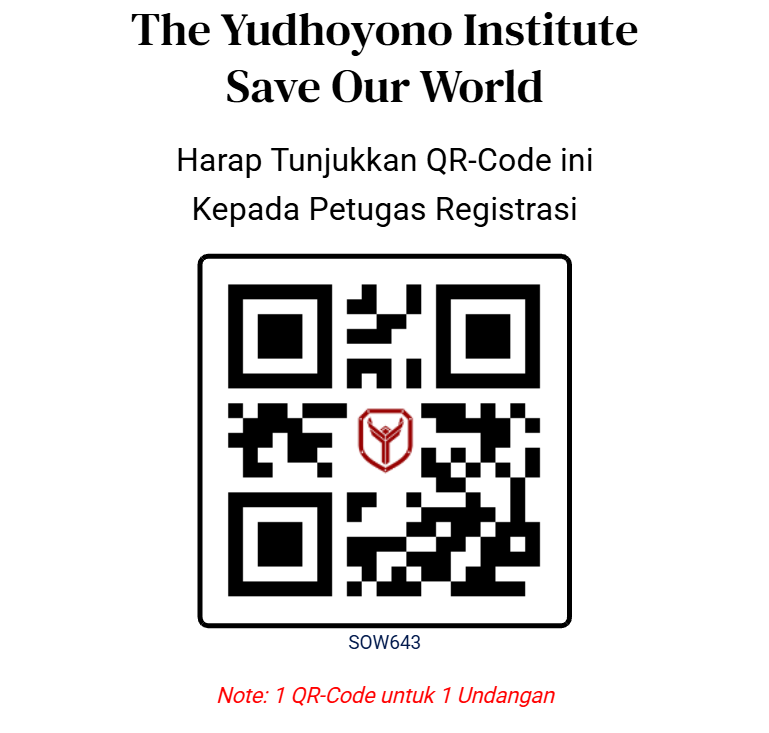 The Yudhoyono Institute
Save Our World
Harap Tunjukkan QR-Code ini
Kepada Petugas Registrasi
SOW643
Note: 1 QR-Code untuk 1 Undangan